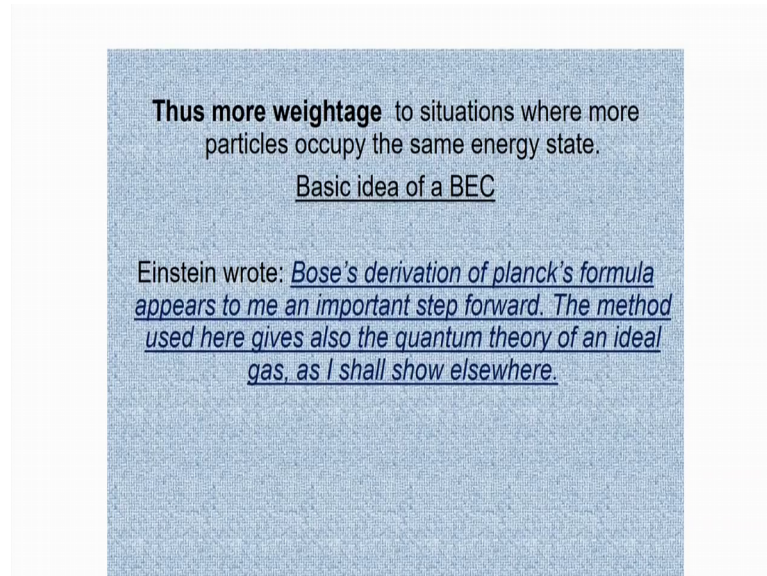 Thus more weightage to situations where more
particles occupy the same energy state.
Basic idea of a BEC
Einstein wrote: Bose's derivation of planck's formula
appears to me an important step forward. The method
used here gives also the quantum theory of an ideal
gas, as I shall show elsewhere.